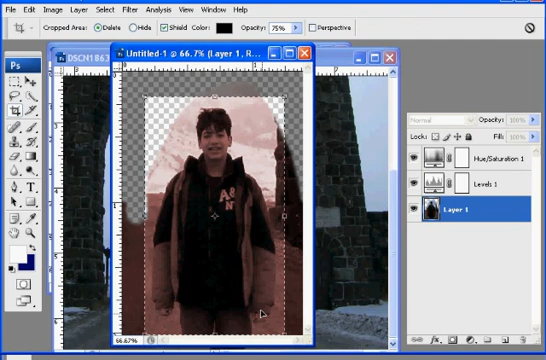 File Edit Image Layer Select Filter Analysis View Window Help
Cropped Area: Delete Hide Shield Color: Opacity: 75% Perspective
DSCN1863
Untitled-1 @ 66.7% (Layer 1, R...
Ps
Normal Opacity: 100%
Lock: Fill: 100%
Hue/Saturation 1
Levels 1
Layer 1
A&
N
T
66.67%
fx